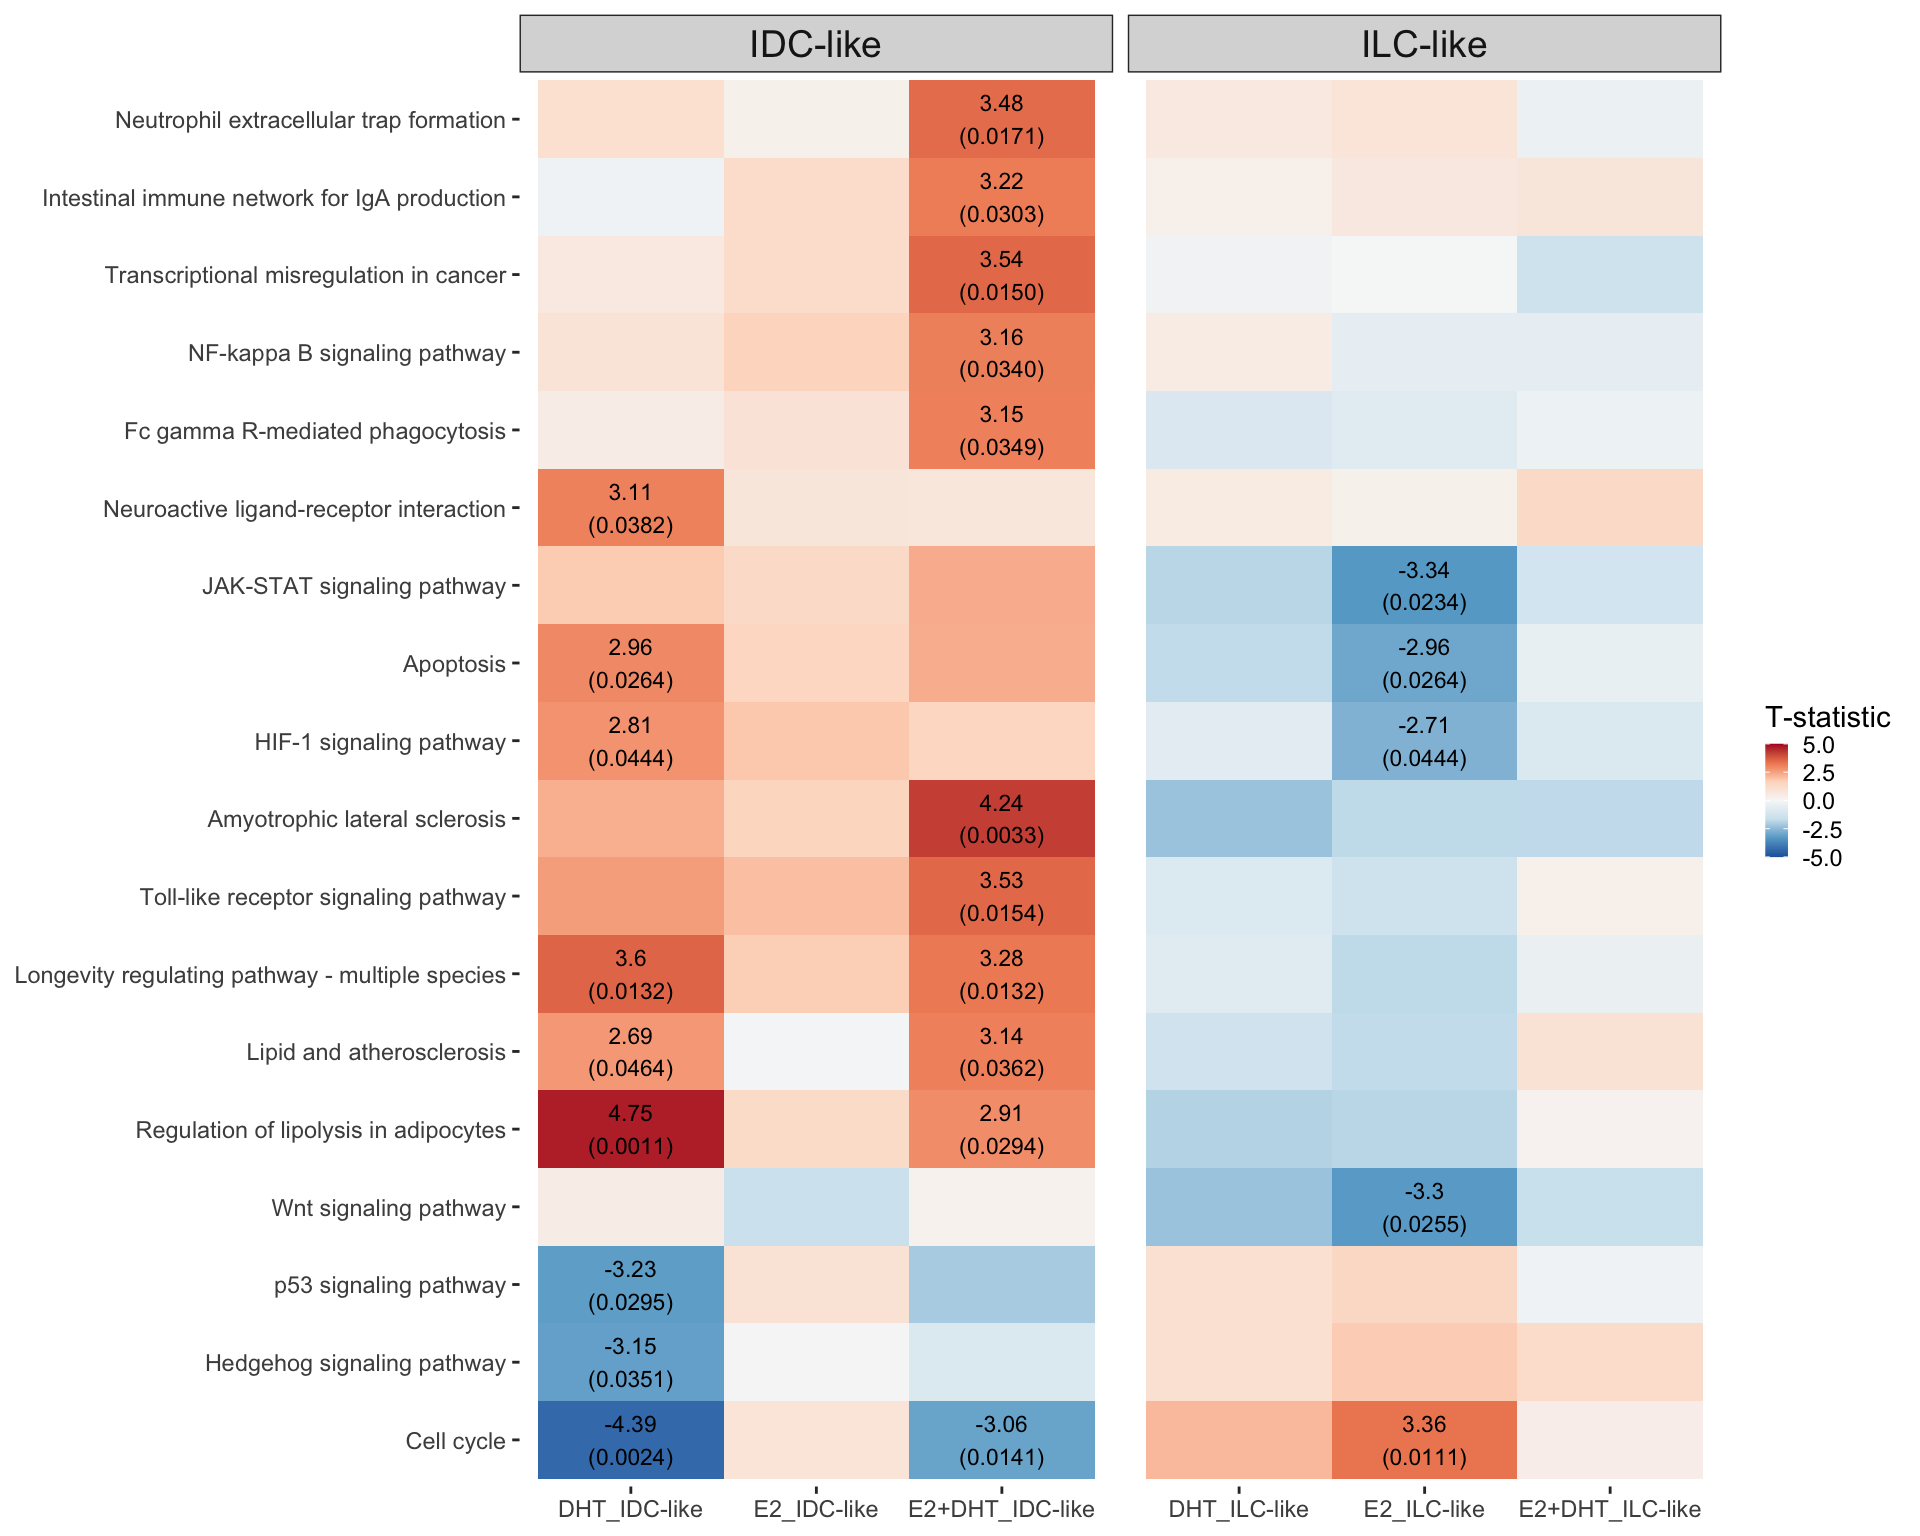 IDC-like
ILC-like
Neutrophil extracellular trap formation
3.48
(0.0171)
Intestinal immune network for IgA production
3.22
(0.0303)
Transcriptional misregulation in cancer
3.54
(0.0150)
NF-kappa B signaling pathway
3.16
(0.0340)
Fc gamma R-mediated phagocytosis
3.15
(0.0349)
Neuroactive ligand-receptor interaction
3.11
(0.0382)
JAK-STAT signaling pathway
-3.34
(0.0234)
Apoptosis
2.96
(0.0264)
-2.96
(0.0264)
HIF-1 signaling pathway
2.81
(0.0444)
-2.71
(0.0444)
Amyotrophic lateral sclerosis
4.24
(0.0033)
Toll-like receptor signaling pathway
3.53
(0.0154)
Longevity regulating pathway - multiple species
3.6
(0.0132)
3.28
(0.0132)
Lipid and atherosclerosis
2.69
(0.0464)
3.14
(0.0362)
Regulation of lipolysis in adipocytes
4.75
(0.0011)
2.91
(0.0294)
Wnt signaling pathway
-3.3
(0.0255)
p53 signaling pathway
-3.23
(0.0295)
Hedgehog signaling pathway
-3.15
(0.0351)
Cell cycle
-4.39
(0.0024)
-3.06
(0.0141)
3.36
(0.0111)
DHT_IDC-like
E2_IDC-like
E2+DHT_IDC-like
DHT_ILC-like
E2_ILC-like
E2+DHT_ILC-like
T-statistic
5.0
2.5
0.0
-2.5
-5.0